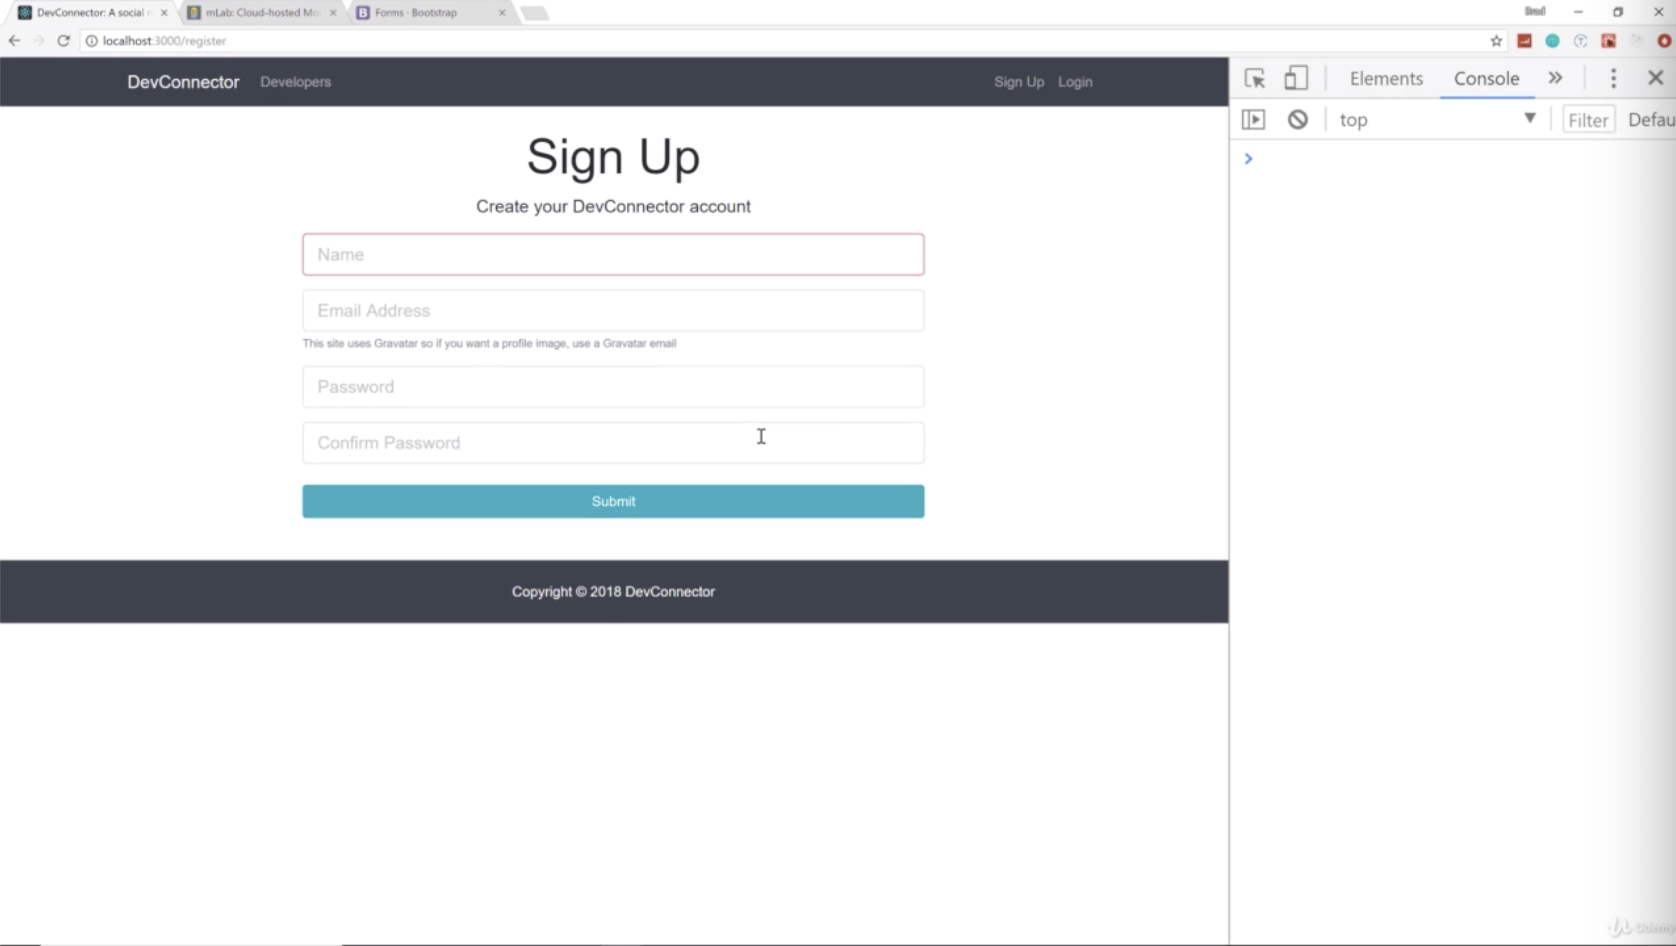 DevConnector: A social
mLab: Cloud-hosted Mo
Forms · Bootstrap
localhost:3000/register
DevConnector
Developers
Sign Up
Login
Elements
Console
top
Filter
Defau
Sign Up
Create your DevConnector account
Name
Email Address
This site uses Gravatar so if you want a profile image, use a Gravatar email
Password
Confirm Password
Submit
Copyright © 2018 DevConnector
Udemy